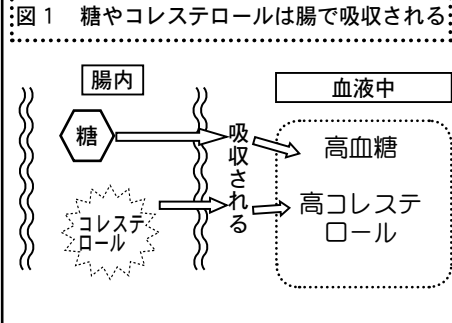 図1 糖やコレステロールは腸で吸収される
腸内
血液中
糖
吸収される
高血糖
コレステ
ロール
高コレステ
ロール